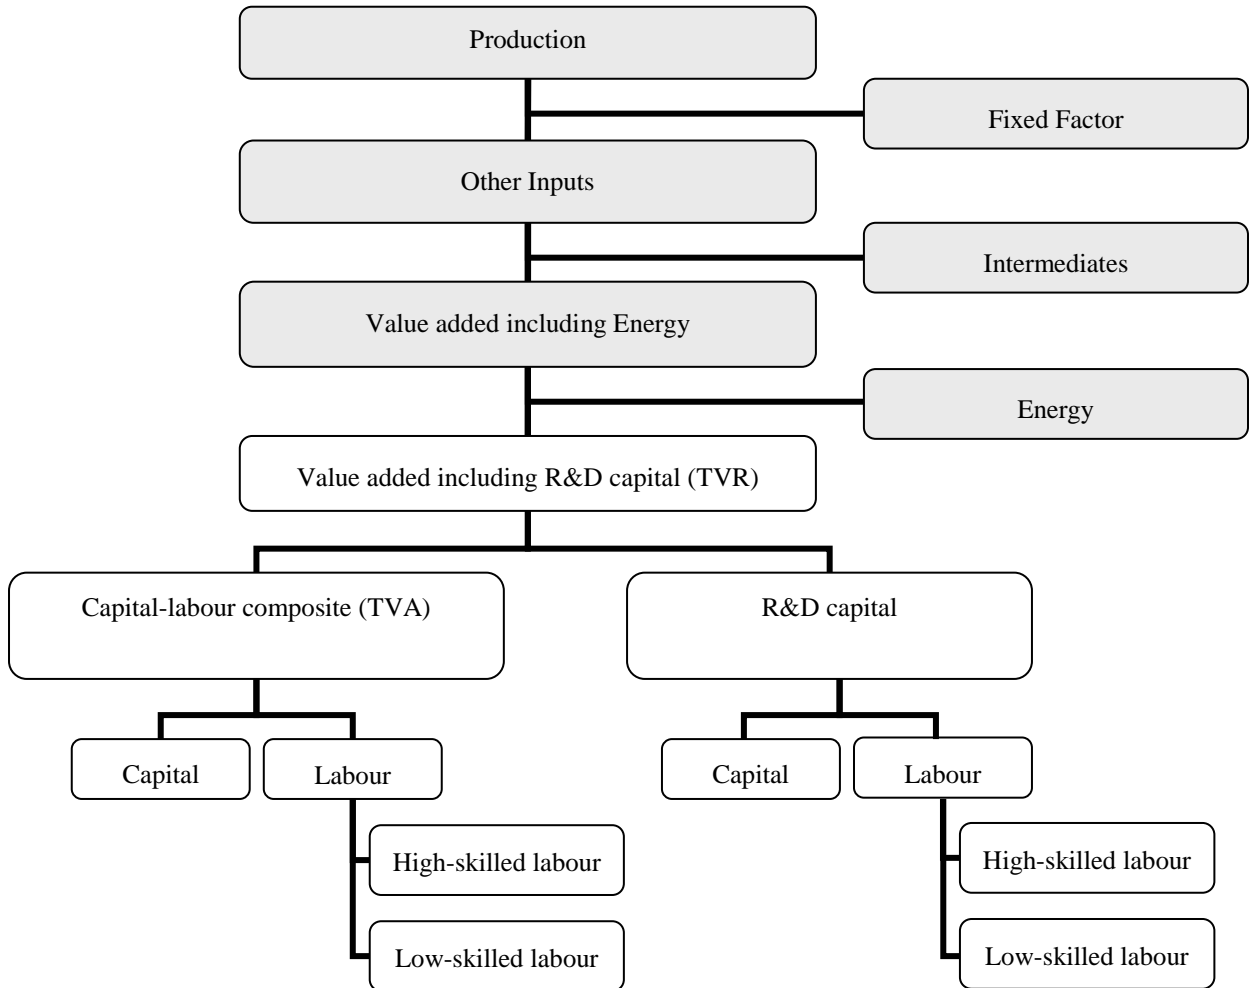 Production
Fixed Factor
Other Inputs
Intermediates
Value added including Energy
Energy
Value added including R&D capital (TVR)
Capital-labour composite (TVA)
R&D capital
Capital
Labour
Capital
Labour
High-skilled labour
High-skilled labour
Low-skilled labour
Low-skilled labour